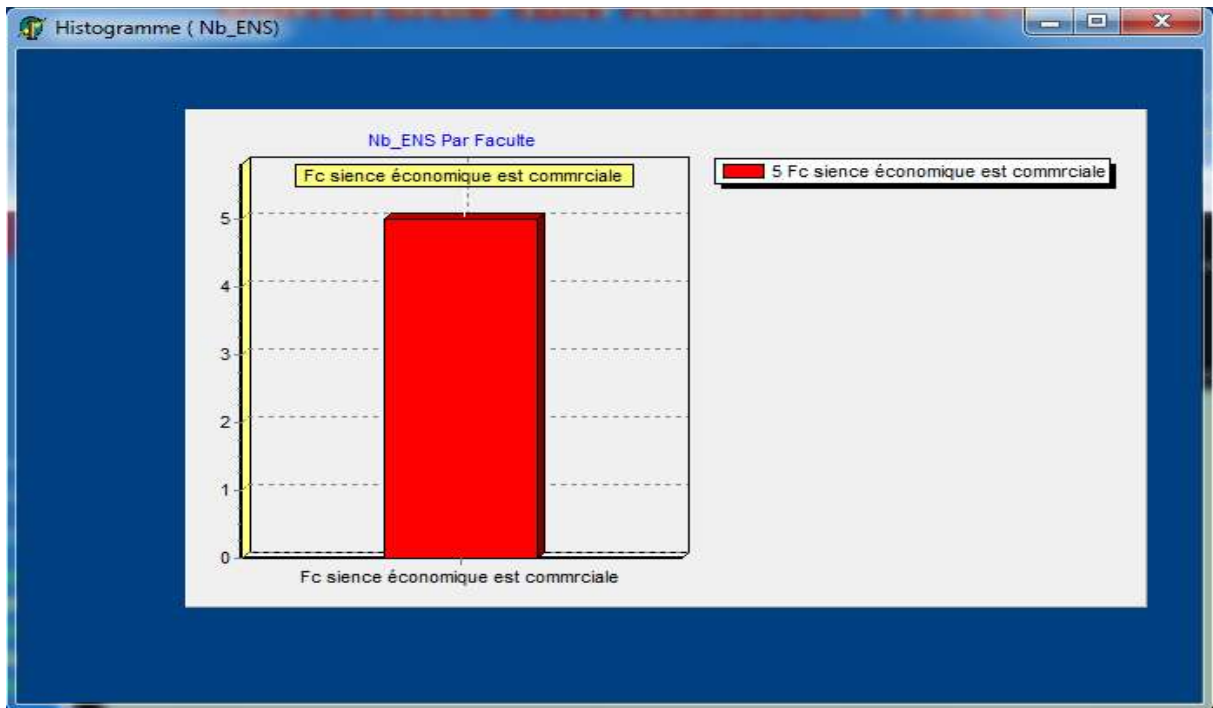 Histogramme ( Nb_ENS)
Nb_ENS Par Faculte
Fc sience économique est commrciale
5 Fc sience économique est commrciale
5
4
3
2
1
0
Fc sience économique est commrciale